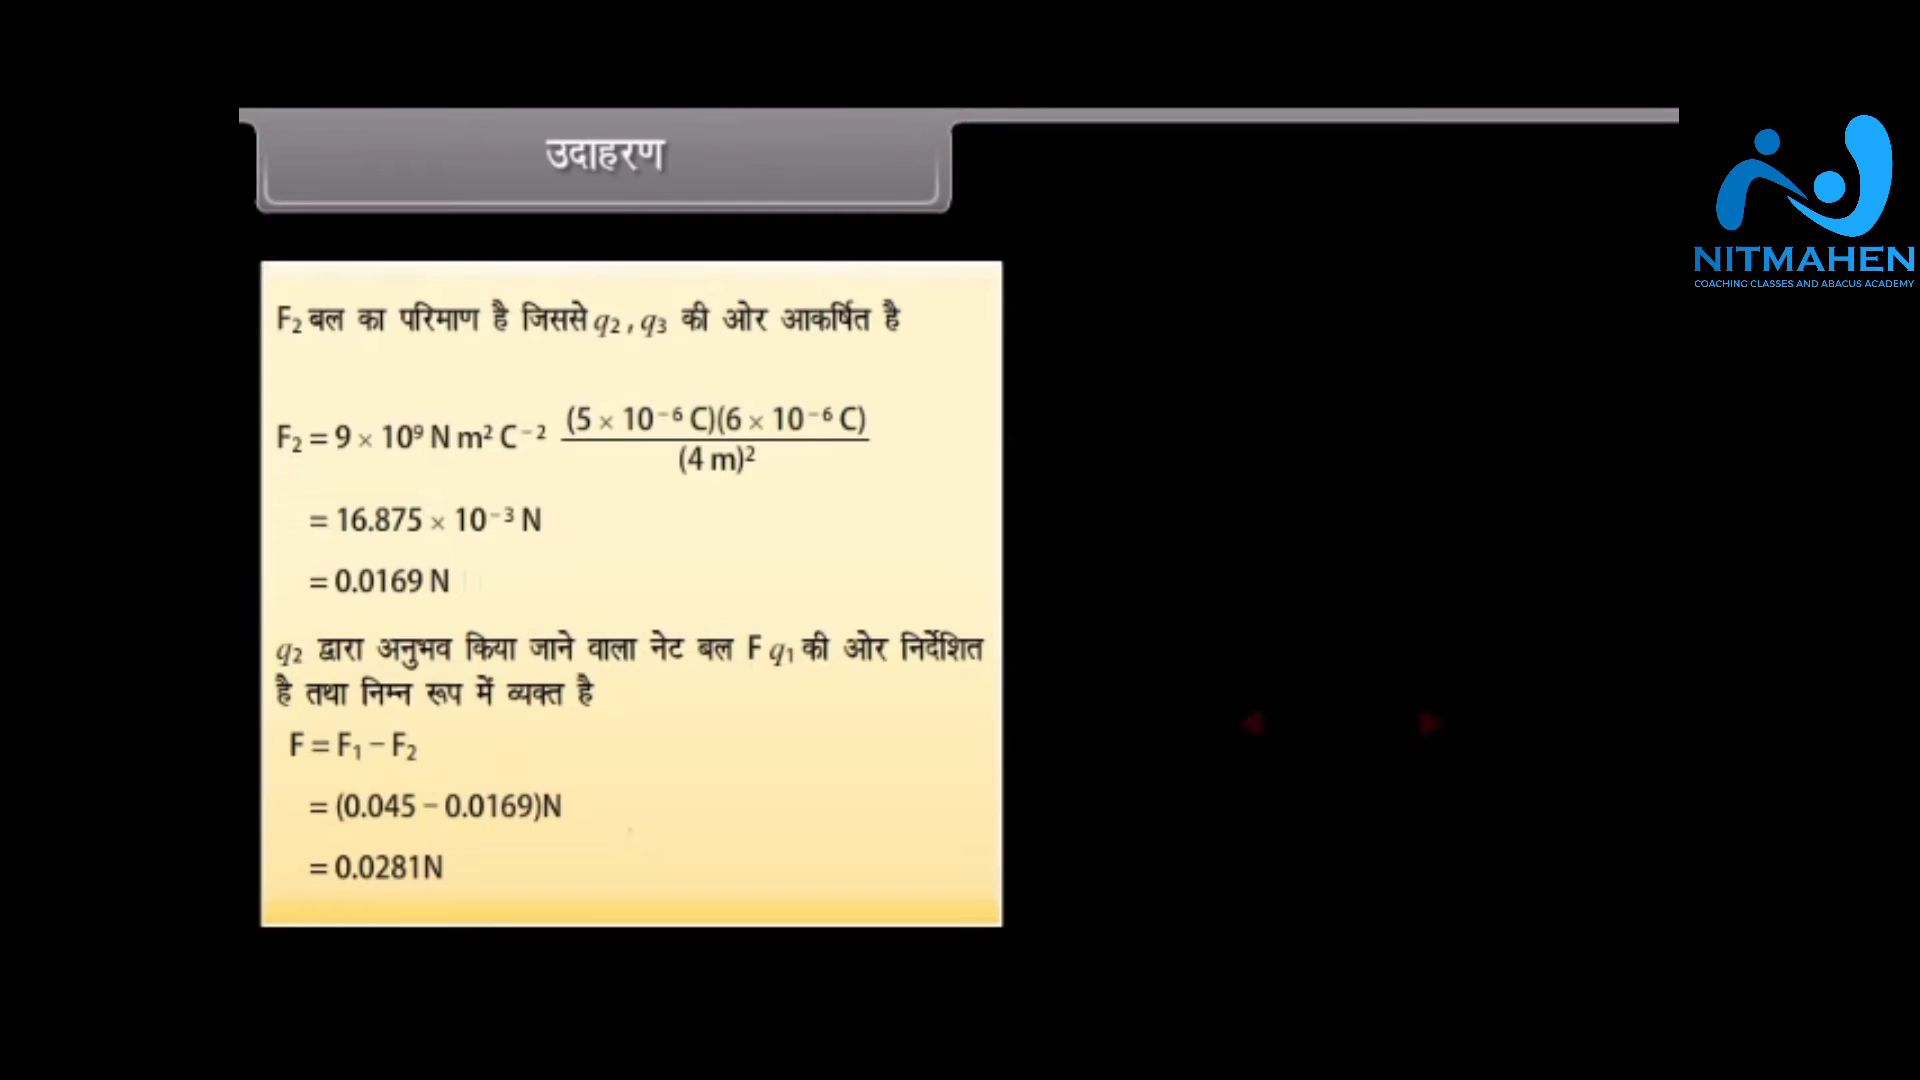 उदाहरण
NITMAHEN
COACHING CLASSES AND ABACUS ACADEMY
F₂ बल का परिमाण है जिससे q₂ , q₃ की ओर आकर्षित है
F₂ = 9 × 10⁹ N m² C⁻² (5 × 10⁻⁶ C)(6 × 10⁻⁶ C)
(4 m)²
= 16.875 × 10⁻³ N
= 0.0169 N
q₂ द्वारा अनुभव किया जाने वाला नेट बल F q₁ की ओर निर्देशित
है तथा निम्न रूप में व्यक्त है
F = F₁ − F₂
= (0.045 − 0.0169)N
= 0.0281N